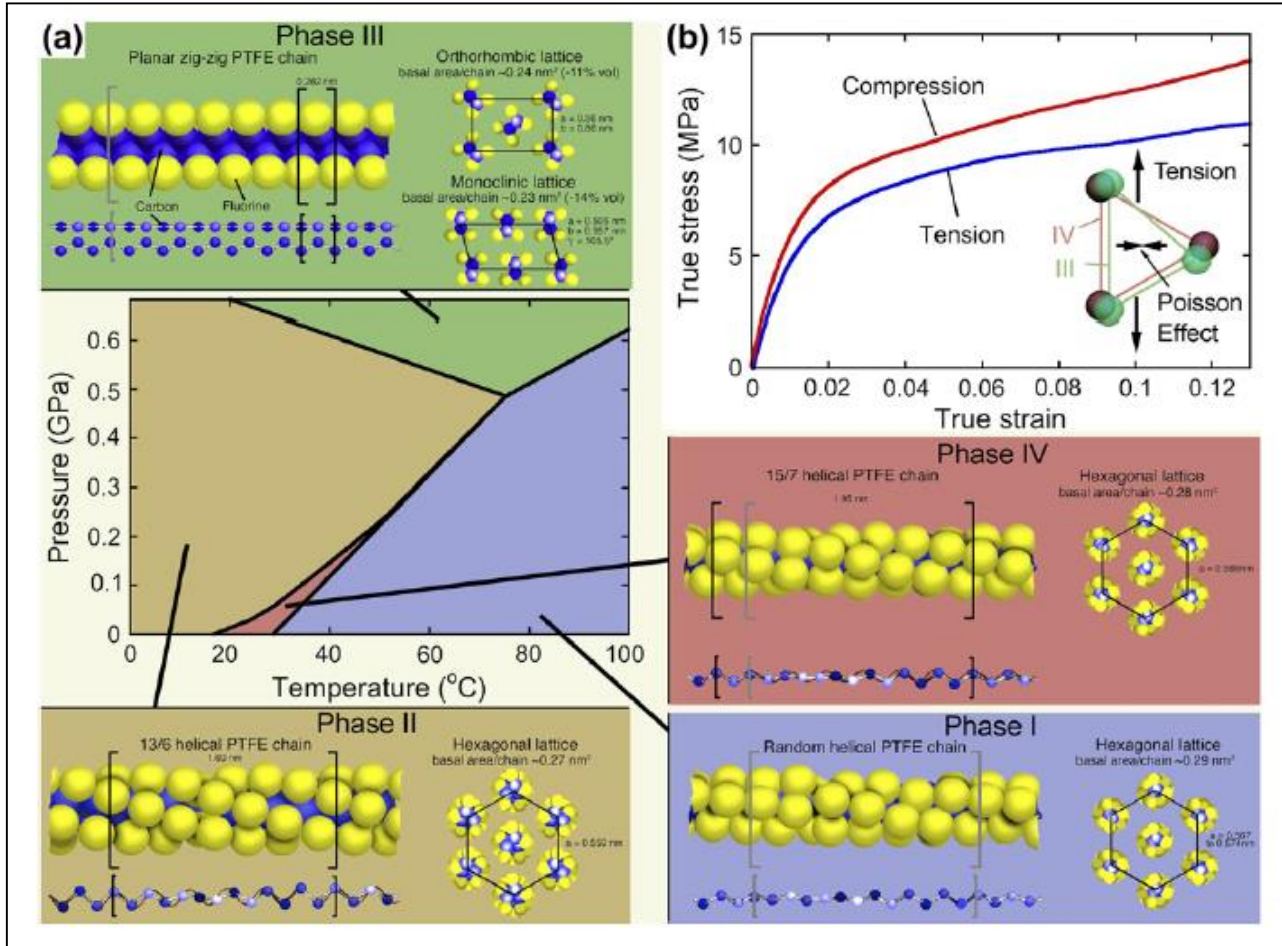 (a)
Phase III
Planar zig-zig PTFE chain
0.262 nm
Carbon
Fluorine
Orthorhombic lattice
basal area/chain ~0.24 nm² (-11% vol)
Monoclinic lattice
basal area/chain ~0.23 nm² (-14% vol)
Pressure (GPa)
0.6
0.5
0.4
0.3
0.2
0.1
0
0 20 40 60 80 100
Temperature (°C)
Phase II
13/6 helical PTFE chain
Hexagonal lattice
basal area/chain ~0.27 nm²
(b)
True stress (MPa)
15
10
5
0
Compression
Tension
Tension
IV
III
Poisson
Effect
0 0.02 0.04 0.06 0.08 0.1 0.12
True strain
Phase IV
15/7 helical PTFE chain
Hexagonal lattice
basal area/chain ~0.28 nm²
Phase I
Random helical PTFE chain
Hexagonal lattice
basal area/chain ~0.29 nm²